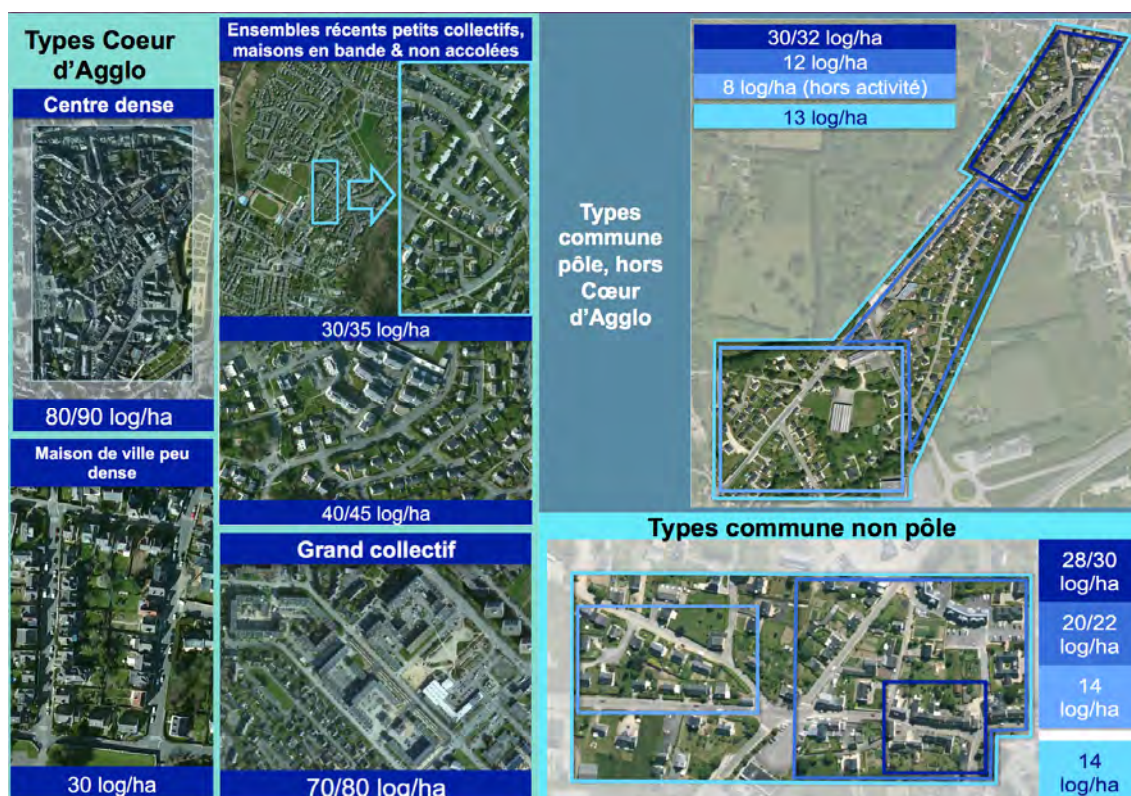 Types Coeur
d'Agglo
Centre dense
80/90 log/ha
Maison de ville peu
dense
30 log/ha
Ensembles récents petits collectifs,
maisons en bande & non accolées
30/35 log/ha
40/45 log/ha
Grand collectif
70/80 log/ha
Types
commune
pôle, hors
Cœur
d'Agglo
30/32 log/ha
12 log/ha
8 log/ha (hors activité)
13 log/ha
Types commune non pôle
28/30
log/ha
20/22
log/ha
14
log/ha
14
log/ha